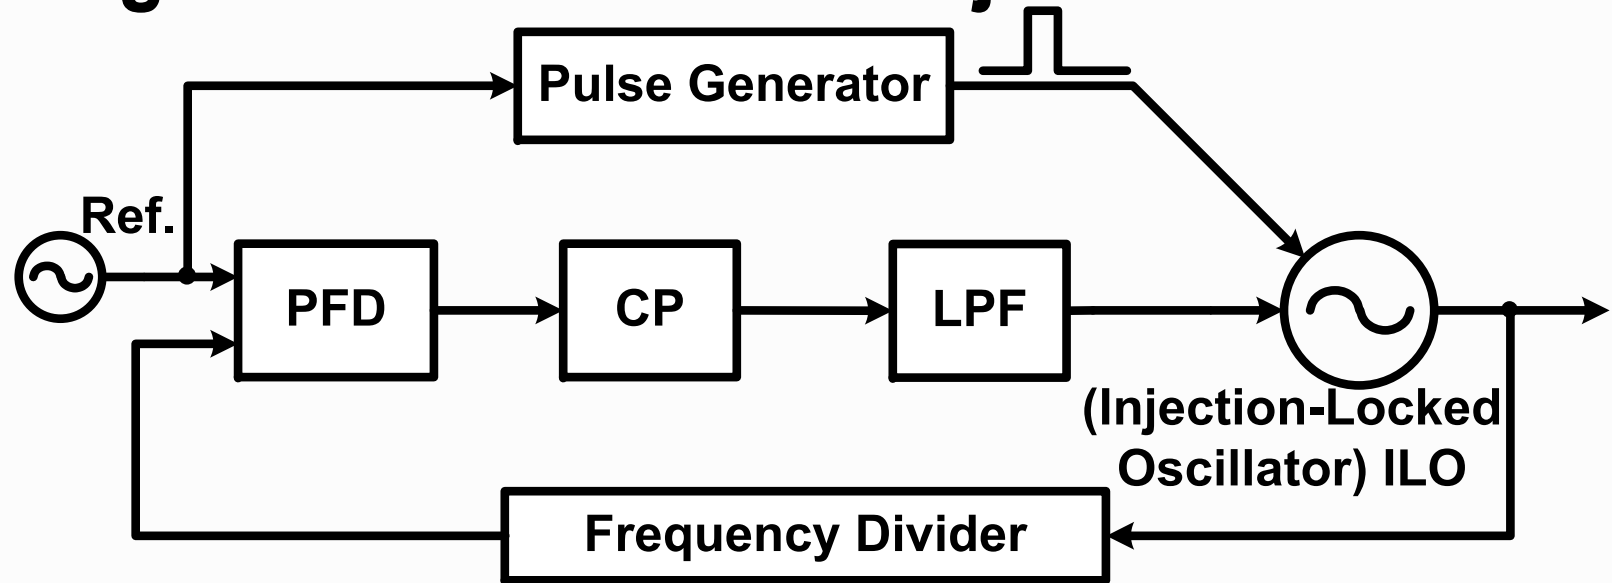 Pulse Generator
Ref.
PFD
CP
LPF
(Injection-Locked
Oscillator) ILO
Frequency Divider